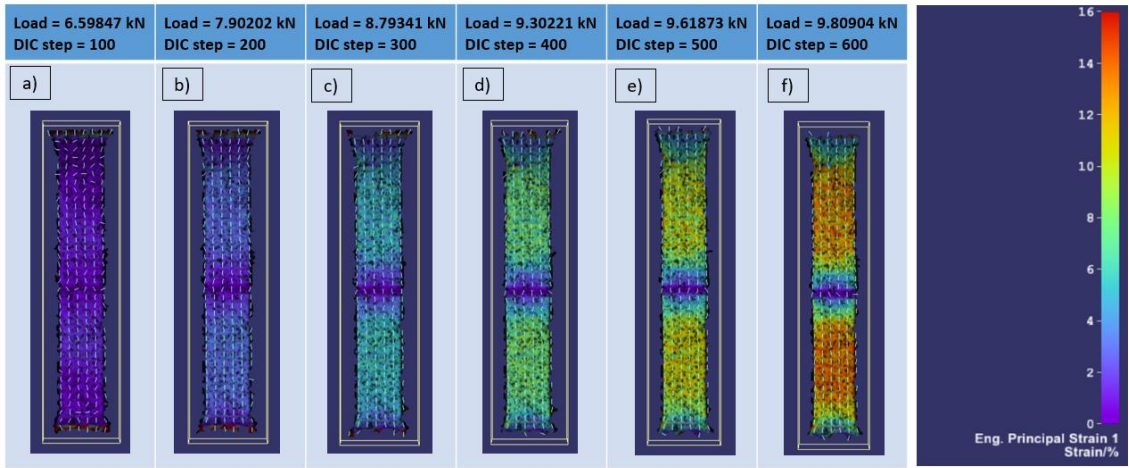 Load = 6.59847 kN
DIC step = 100
Load = 7.90202 kN
DIC step = 200
Load = 8.79341 kN
DIC step = 300
Load = 9.30221 kN
DIC step = 400
Load = 9.61873 kN
DIC step = 500
Load = 9.80904 kN
DIC step = 600
a)
b)
c)
d)
e)
f)
16
14
12
10
8
6
4
2
0
Eng. Principal Strain 1
Strain/%